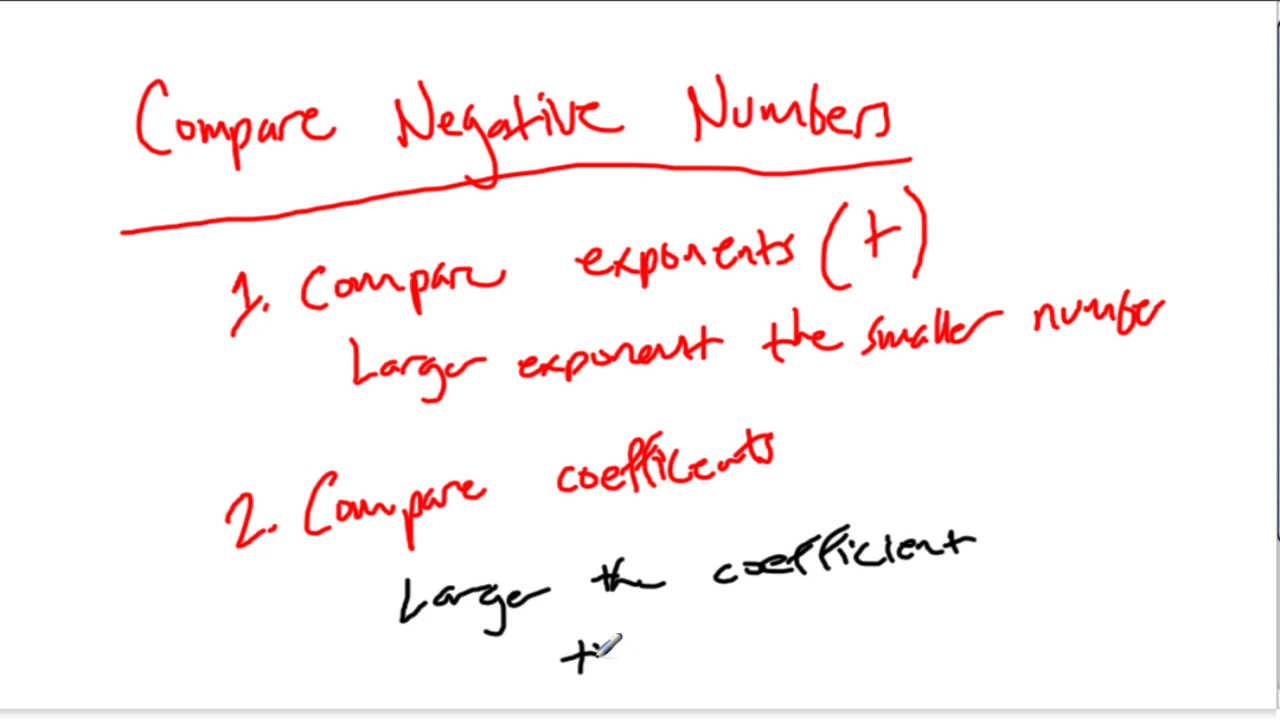 Compare Negative Numbers
1. Compare exponents (+)
Larger exponent the smaller number
2. Compare coefficients
Larger the coefficient